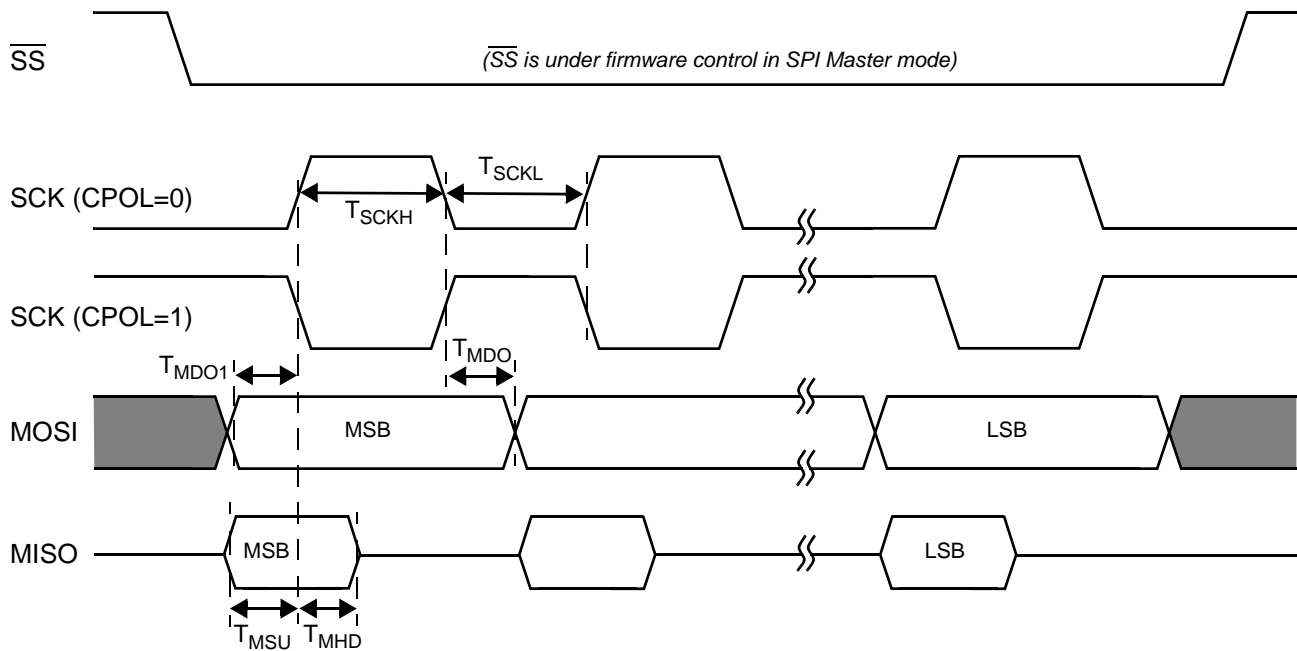 SS
(SS is under firmware control in SPI Master mode)
TSCKL
SCK (CPOL=0)
TSCKH
SCK (CPOL=1)
TMDO
TMDO1
MOSI
MSB
LSB
MISO
MSB
LSB
TMSU
TMHD